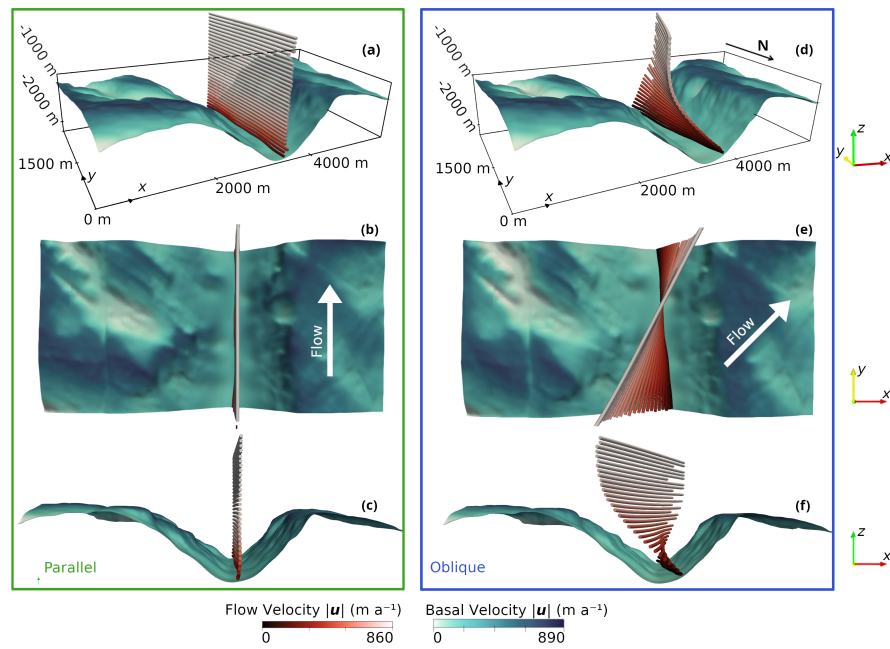 (a)
-1000 m
-2000 m
1500 m
y
x
0 m
2000 m
4000 m
(d)
N
-1000 m
-2000 m
1500 m
y
x
0 m
2000 m
4000 m
z
y
x
(b)
Flow
(e)
Flow
y
x
(c)
Parallel
(f)
Oblique
z
x
Flow Velocity |u| (m a⁻¹)
0
860
Basal Velocity |u| (m a⁻¹)
0
890